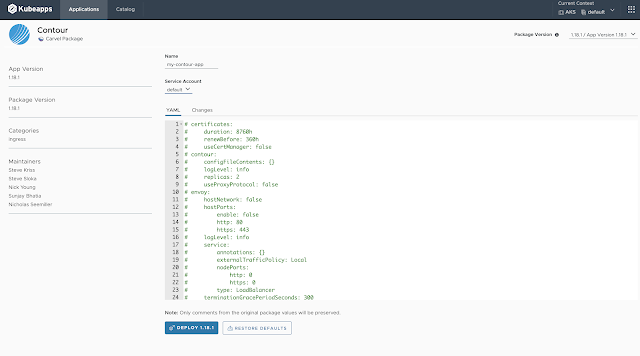 Kubeapps
Applications
Catalog
Current Context
AKS
default
Contour
Carvel Package
Package Version
1.18.1 / App Version 1.18.1
App Version
1.18.1
Package Version
1.18.1
Categories
ingress
Maintainers
Steve Kriss
Steve Sloka
Nick Young
Sunjay Bhatia
Nicholas Seemiller
Name
my-contour-app
Service Account
default
YAML
Changes
1 # certificates:
2 # duration: 8760h
3 # renewBefore: 360h
4 # useCertManager: false
5 # contour:
6 # configFileContents: {}
7 # logLevel: info
8 # replicas: 2
9 # useProxyProtocol: false
10 # envoy:
11 # hostNetwork: false
12 # hostPorts:
13 # enable: false
14 # http: 80
15 # https: 443
16 # logLevel: info
17 # service:
18 # annotations: {}
19 # externalTrafficPolicy: Local
20 # nodePorts:
21 # http: 0
22 # https: 0
23 # type: LoadBalancer
24 # terminationGracePeriodSeconds: 300
Note: Only comments from the original package values will be preserved.
DEPLOY 1.18.1
RESTORE DEFAULTS